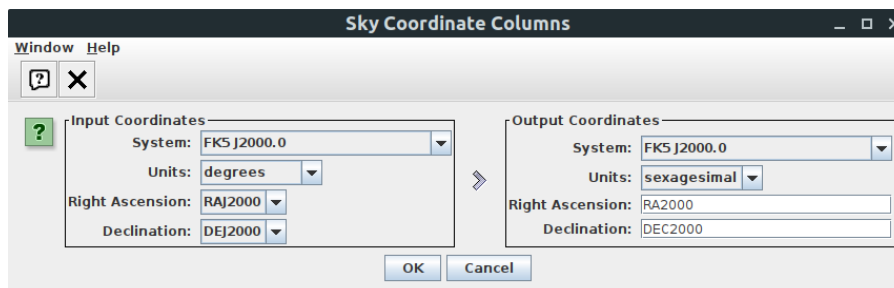 Sky Coordinate Columns
Window Help
Input Coordinates
System: FK5 J2000.0
Units: degrees
Right Ascension: RAJ2000
Declination: DEJ2000
Output Coordinates
System: FK5 J2000.0
Units: sexagesimal
Right Ascension: RA2000
Declination: DEC2000
OK Cancel